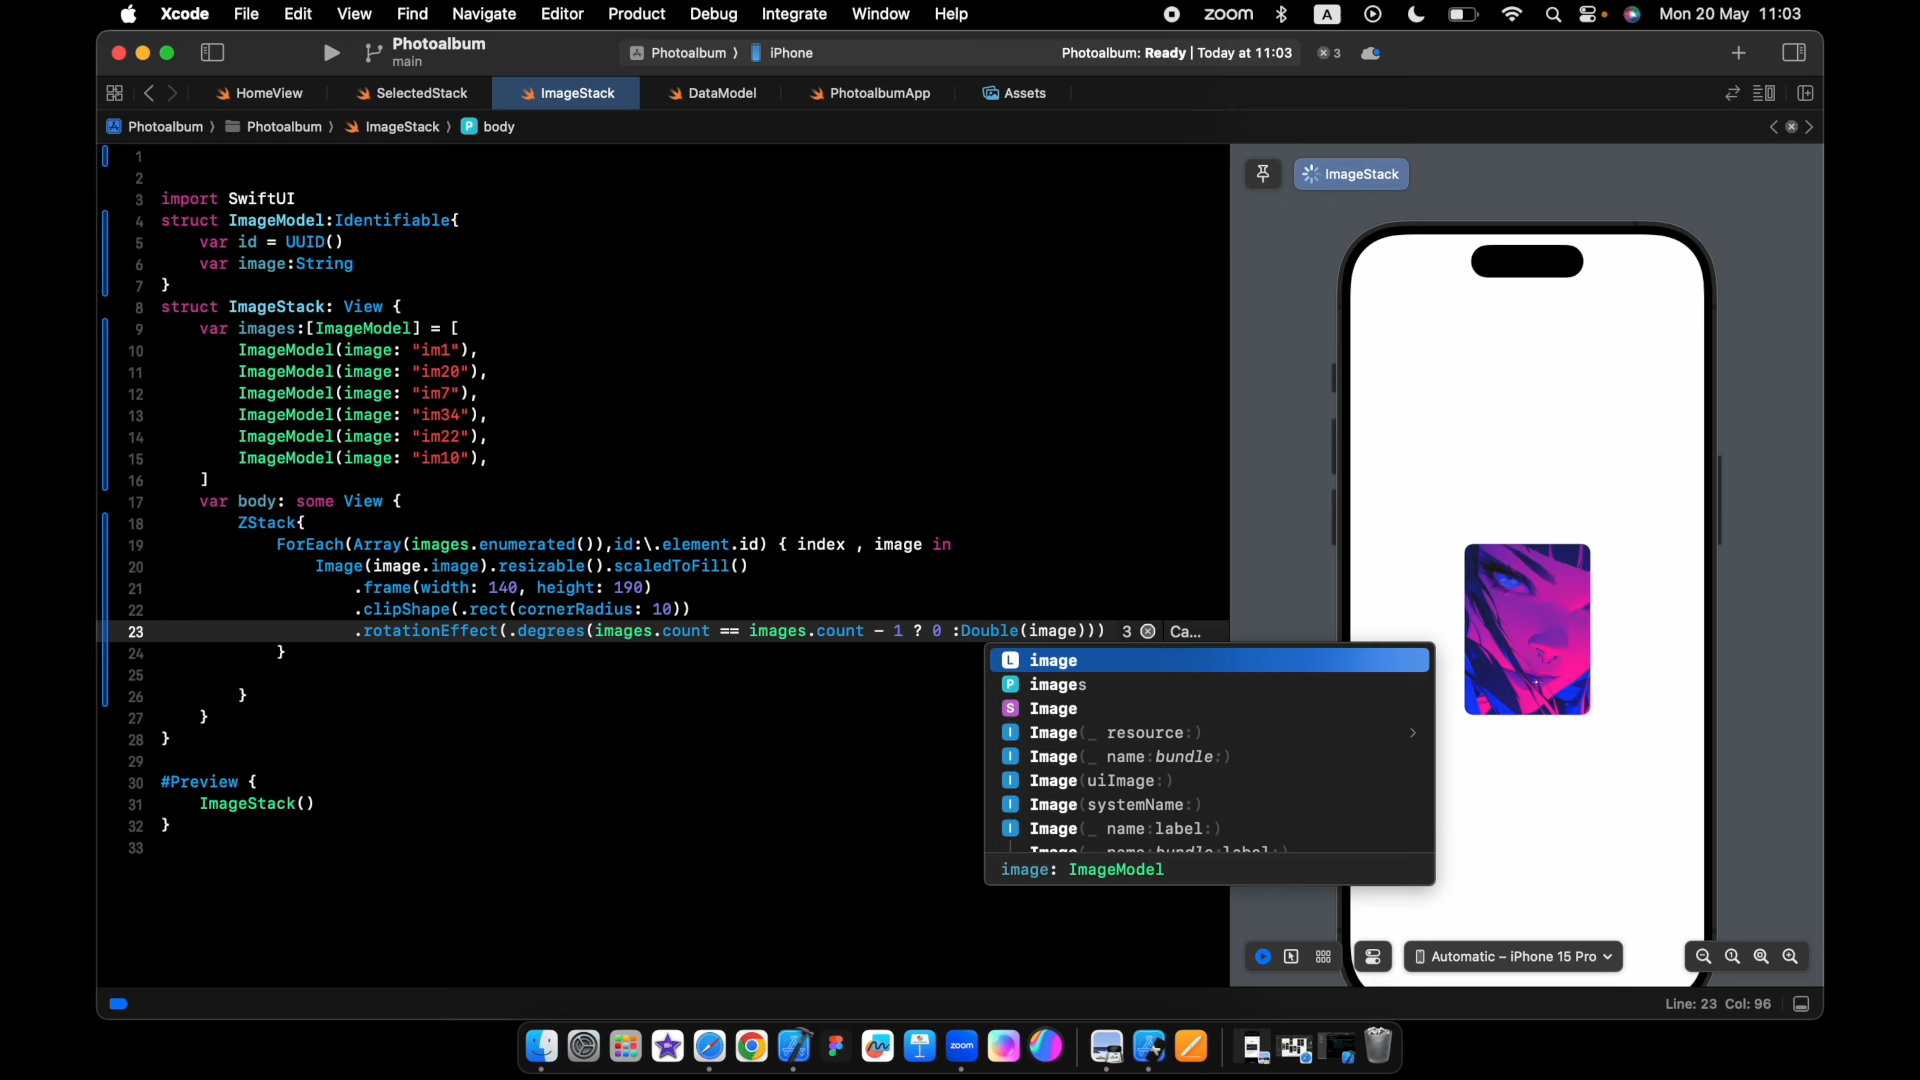 Xcode File Edit View Find Navigate Editor Product Debug Integrate Window Help zoom A Mon 20 May 11:03
Photoalbum
main
Photoalbum ⟩ iPhone
Photoalbum: Ready | Today at 11:03
3
HomeView SelectedStack ImageStack DataModel PhotoalbumApp Assets
Photoalbum ⟩ Photoalbum ⟩ ImageStack ⟩ P body
1
2
3 import SwiftUI
4 struct ImageModel:Identifiable{
5 var id = UUID()
6 var image:String
7 }
8 struct ImageStack: View {
9 var images:[ImageModel] = [
10 ImageModel(image: "im1"),
11 ImageModel(image: "im20"),
12 ImageModel(image: "im7"),
13 ImageModel(image: "im34"),
14 ImageModel(image: "im22"),
15 ImageModel(image: "im10"),
16 ]
17 var body: some View {
18 ZStack{
19 ForEach(Array(images.enumerated()),id:\.element.id) { index , image in
20 Image(image.image).resizable().scaledToFill()
21 .frame(width: 140, height: 190)
22 .clipShape(.rect(cornerRadius: 10))
23 .rotationEffect(.degrees(images.count == images.count - 1 ? 0 :Double(image))) 3 Ca...
24 }
25
26 }
27 }
28 }
29
30 #Preview {
31 ImageStack()
32 }
33
L image
P images
S Image
I Image(_ resource:)
I Image(_ name:bundle:)
I Image(uiImage:)
I Image(systemName:)
I Image(_ name:label:)
Image(_ name:bundle:label:)
image: ImageModel
ImageStack
Automatic – iPhone 15 Pro
Line: 23 Col: 96
zoom